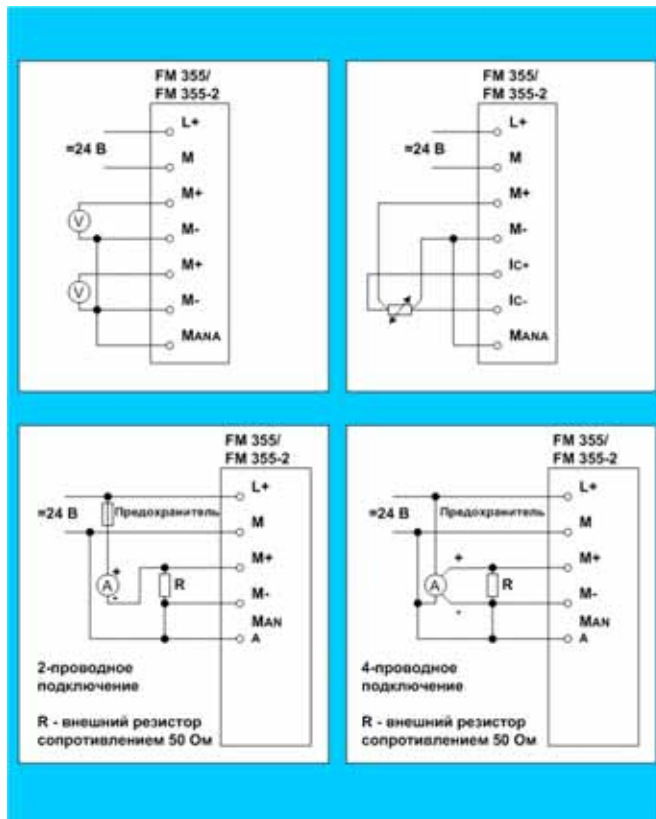 FM 355/
FM 355-2
L+
=24 В
M
M+
V
M-
M+
V
M-
MANA
FM 355/
FM 355-2
L+
=24 В
M
M+
M-
IC+
IC-
MANA
FM 355/
FM 355-2
L+
=24 В
Предохранитель
M
M+
+
A
R
-
M-
MAN
A
2-проводное
подключение
R - внешний резистор
сопротивлением 50 Ом
FM 355/
FM 355-2
L+
=24 В
Предохранитель
M
M+
+
A
R
-
M-
MAN
A
4-проводное
подключение
R - внешний резистор
сопротивлением 50 Ом